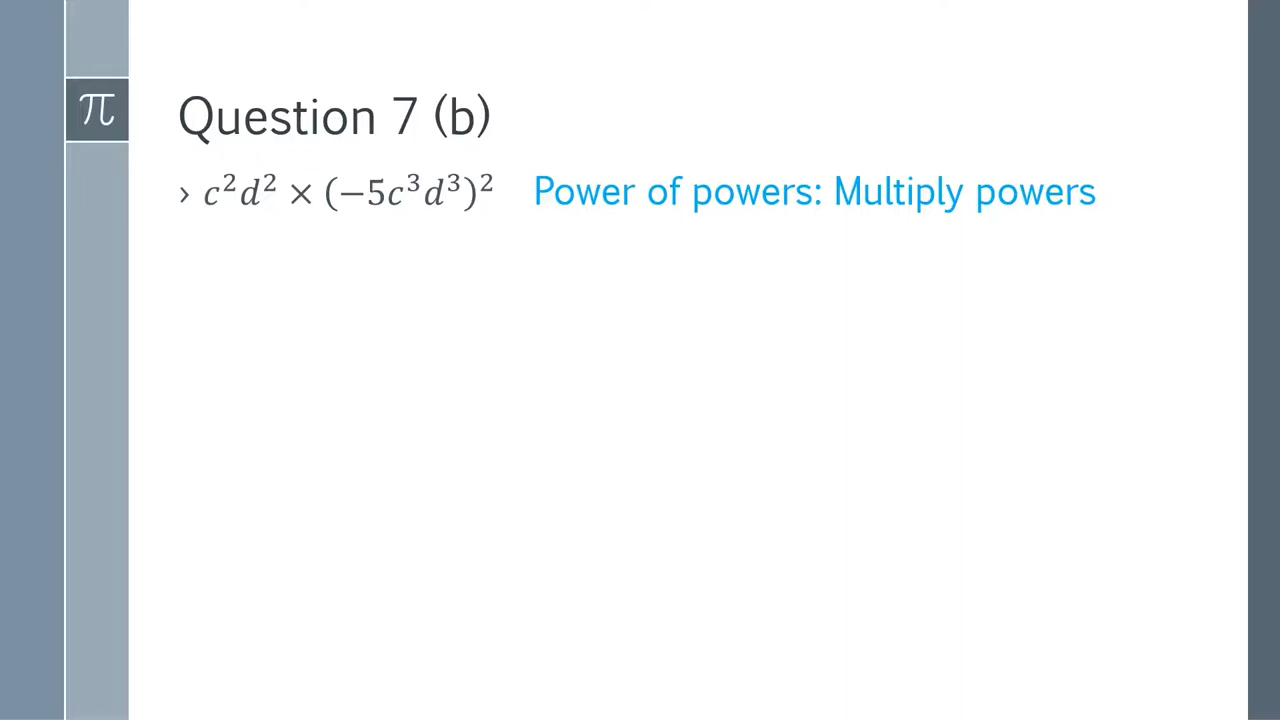 π
Question 7 (b)
› c²d² × (−5c³d³)² Power of powers: Multiply powers